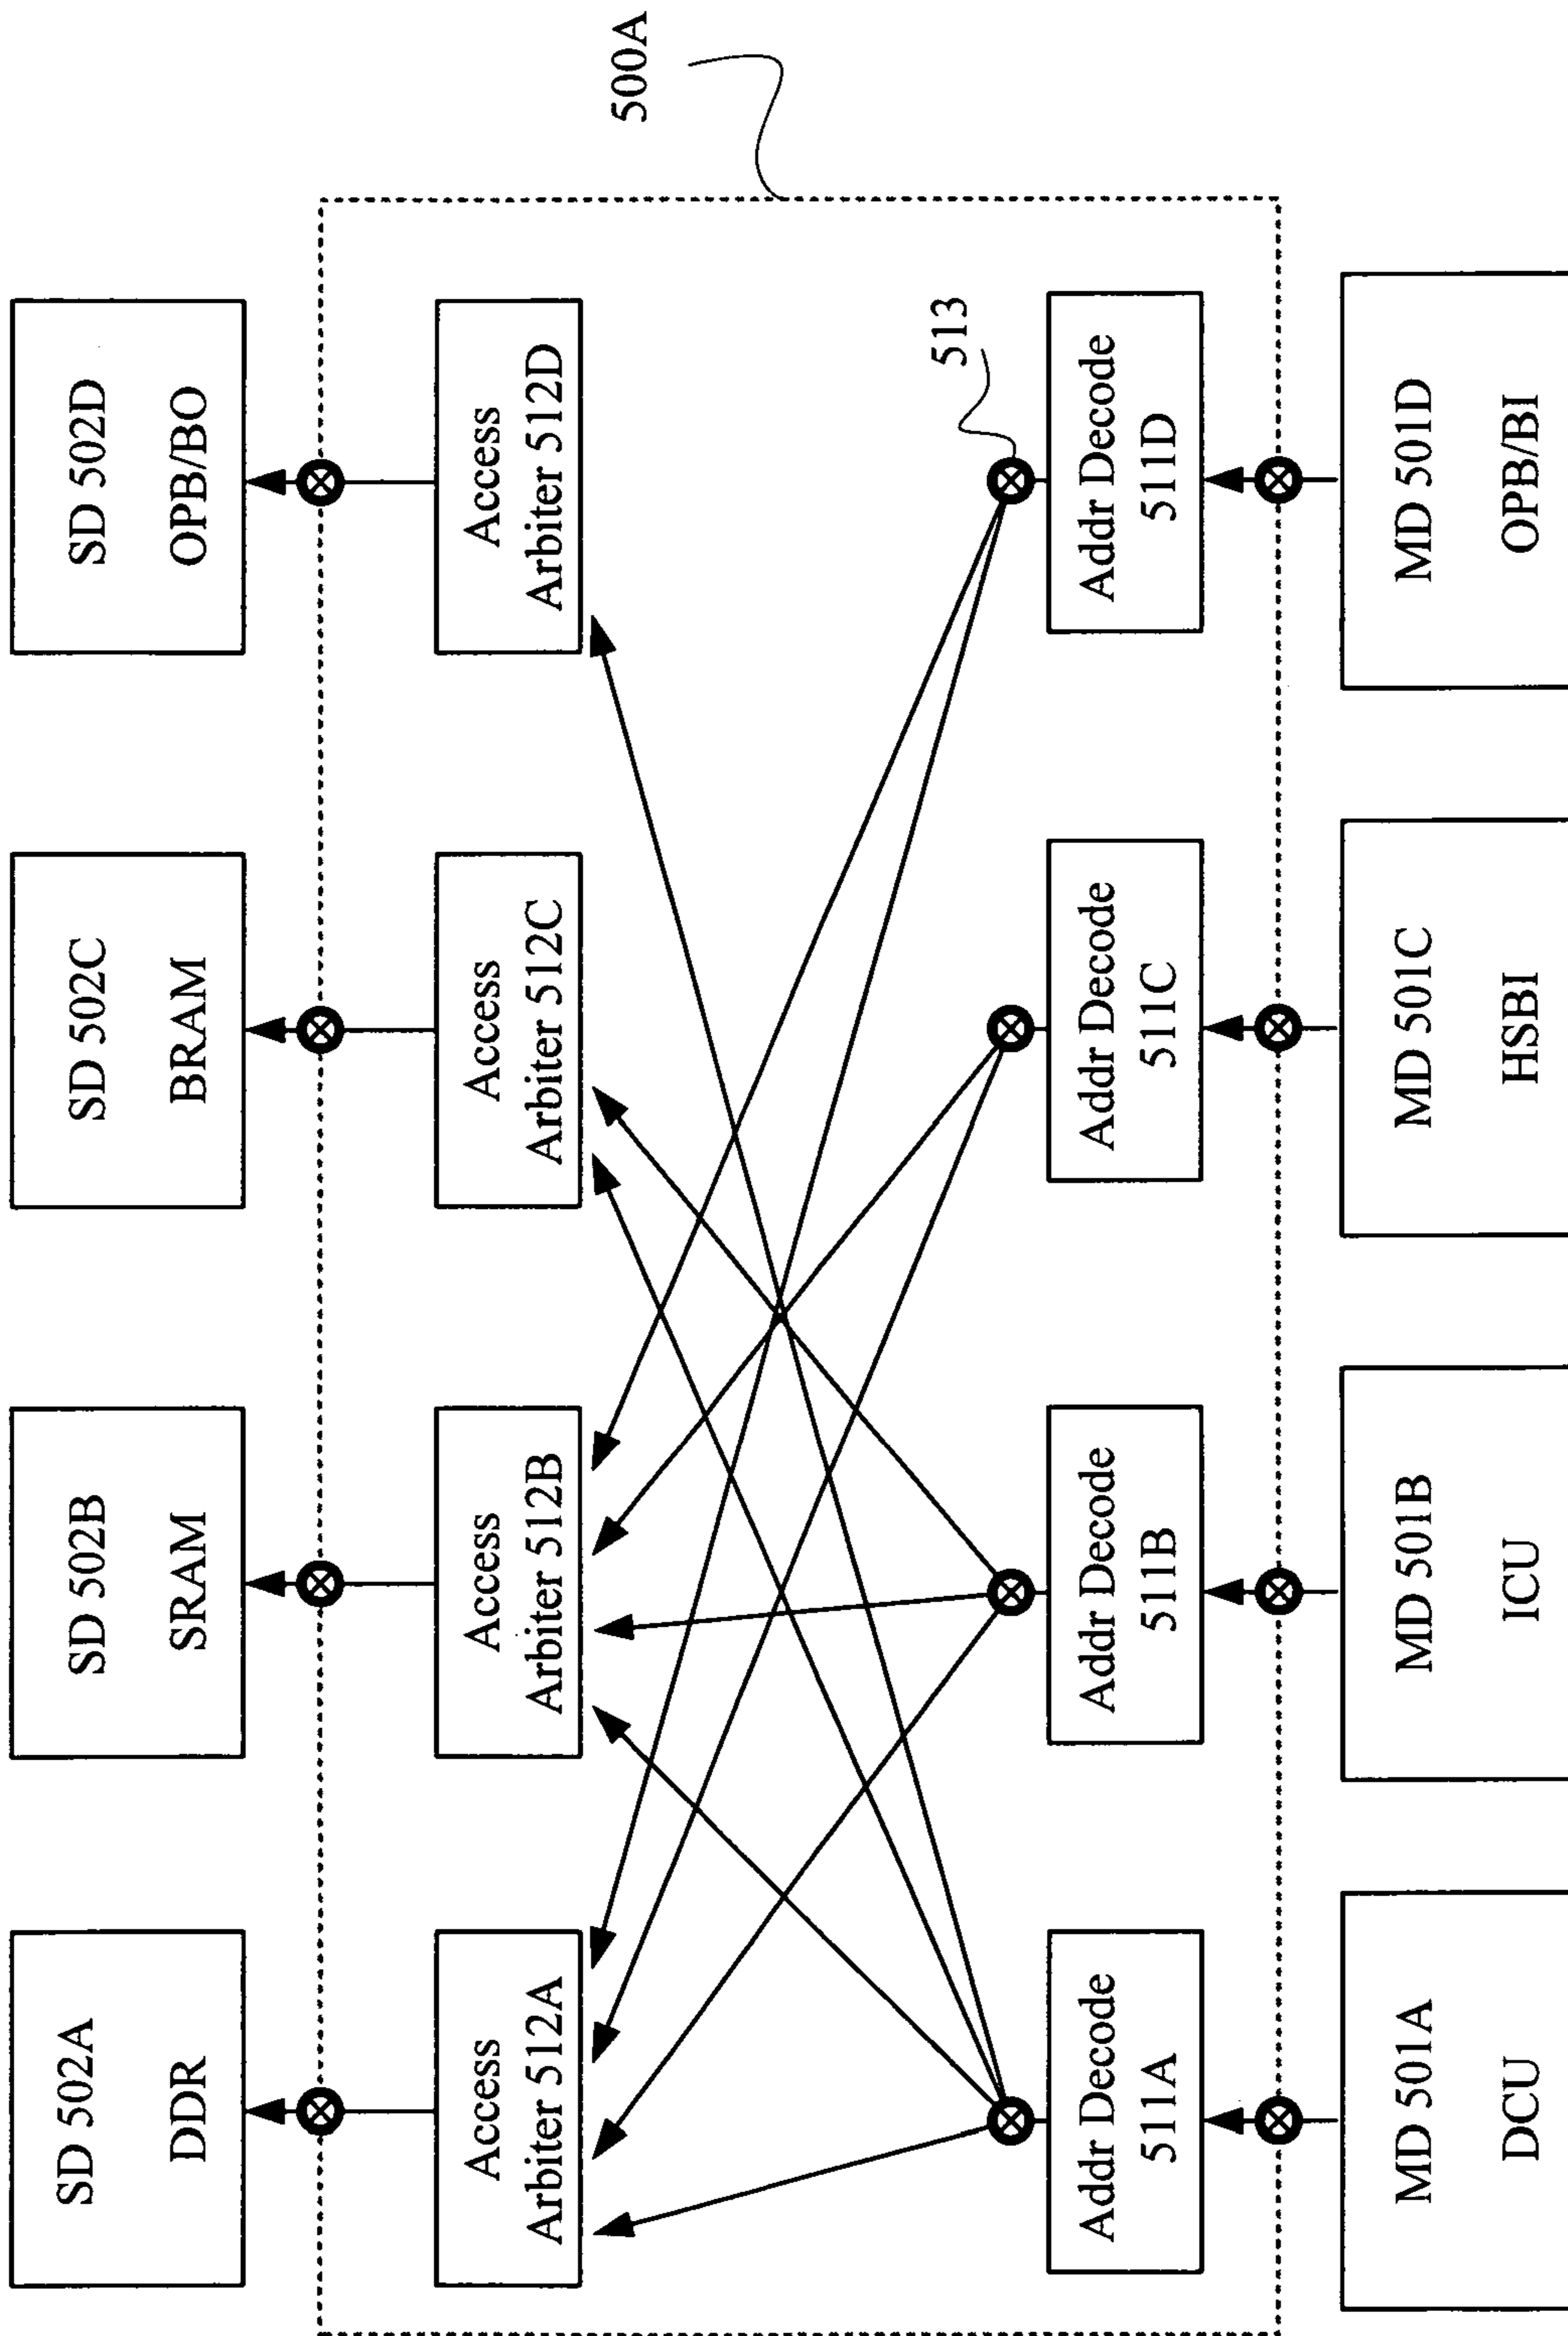 MD 501A
DCU
Addr Decode
511A
Access
Arbiter 512A
SD 502A
DDR
MD 501B
ICU
Addr Decode
511B
Access
Arbiter 512B
SD 502B
SRAM
MD 501C
HSBI
Addr Decode
511C
Access
Arbiter 512C
SD 502C
BRAM
MD 501D
OPB/BI
Addr Decode
511D
513
Access
Arbiter 512D
SD 502D
OPB/BO
500A